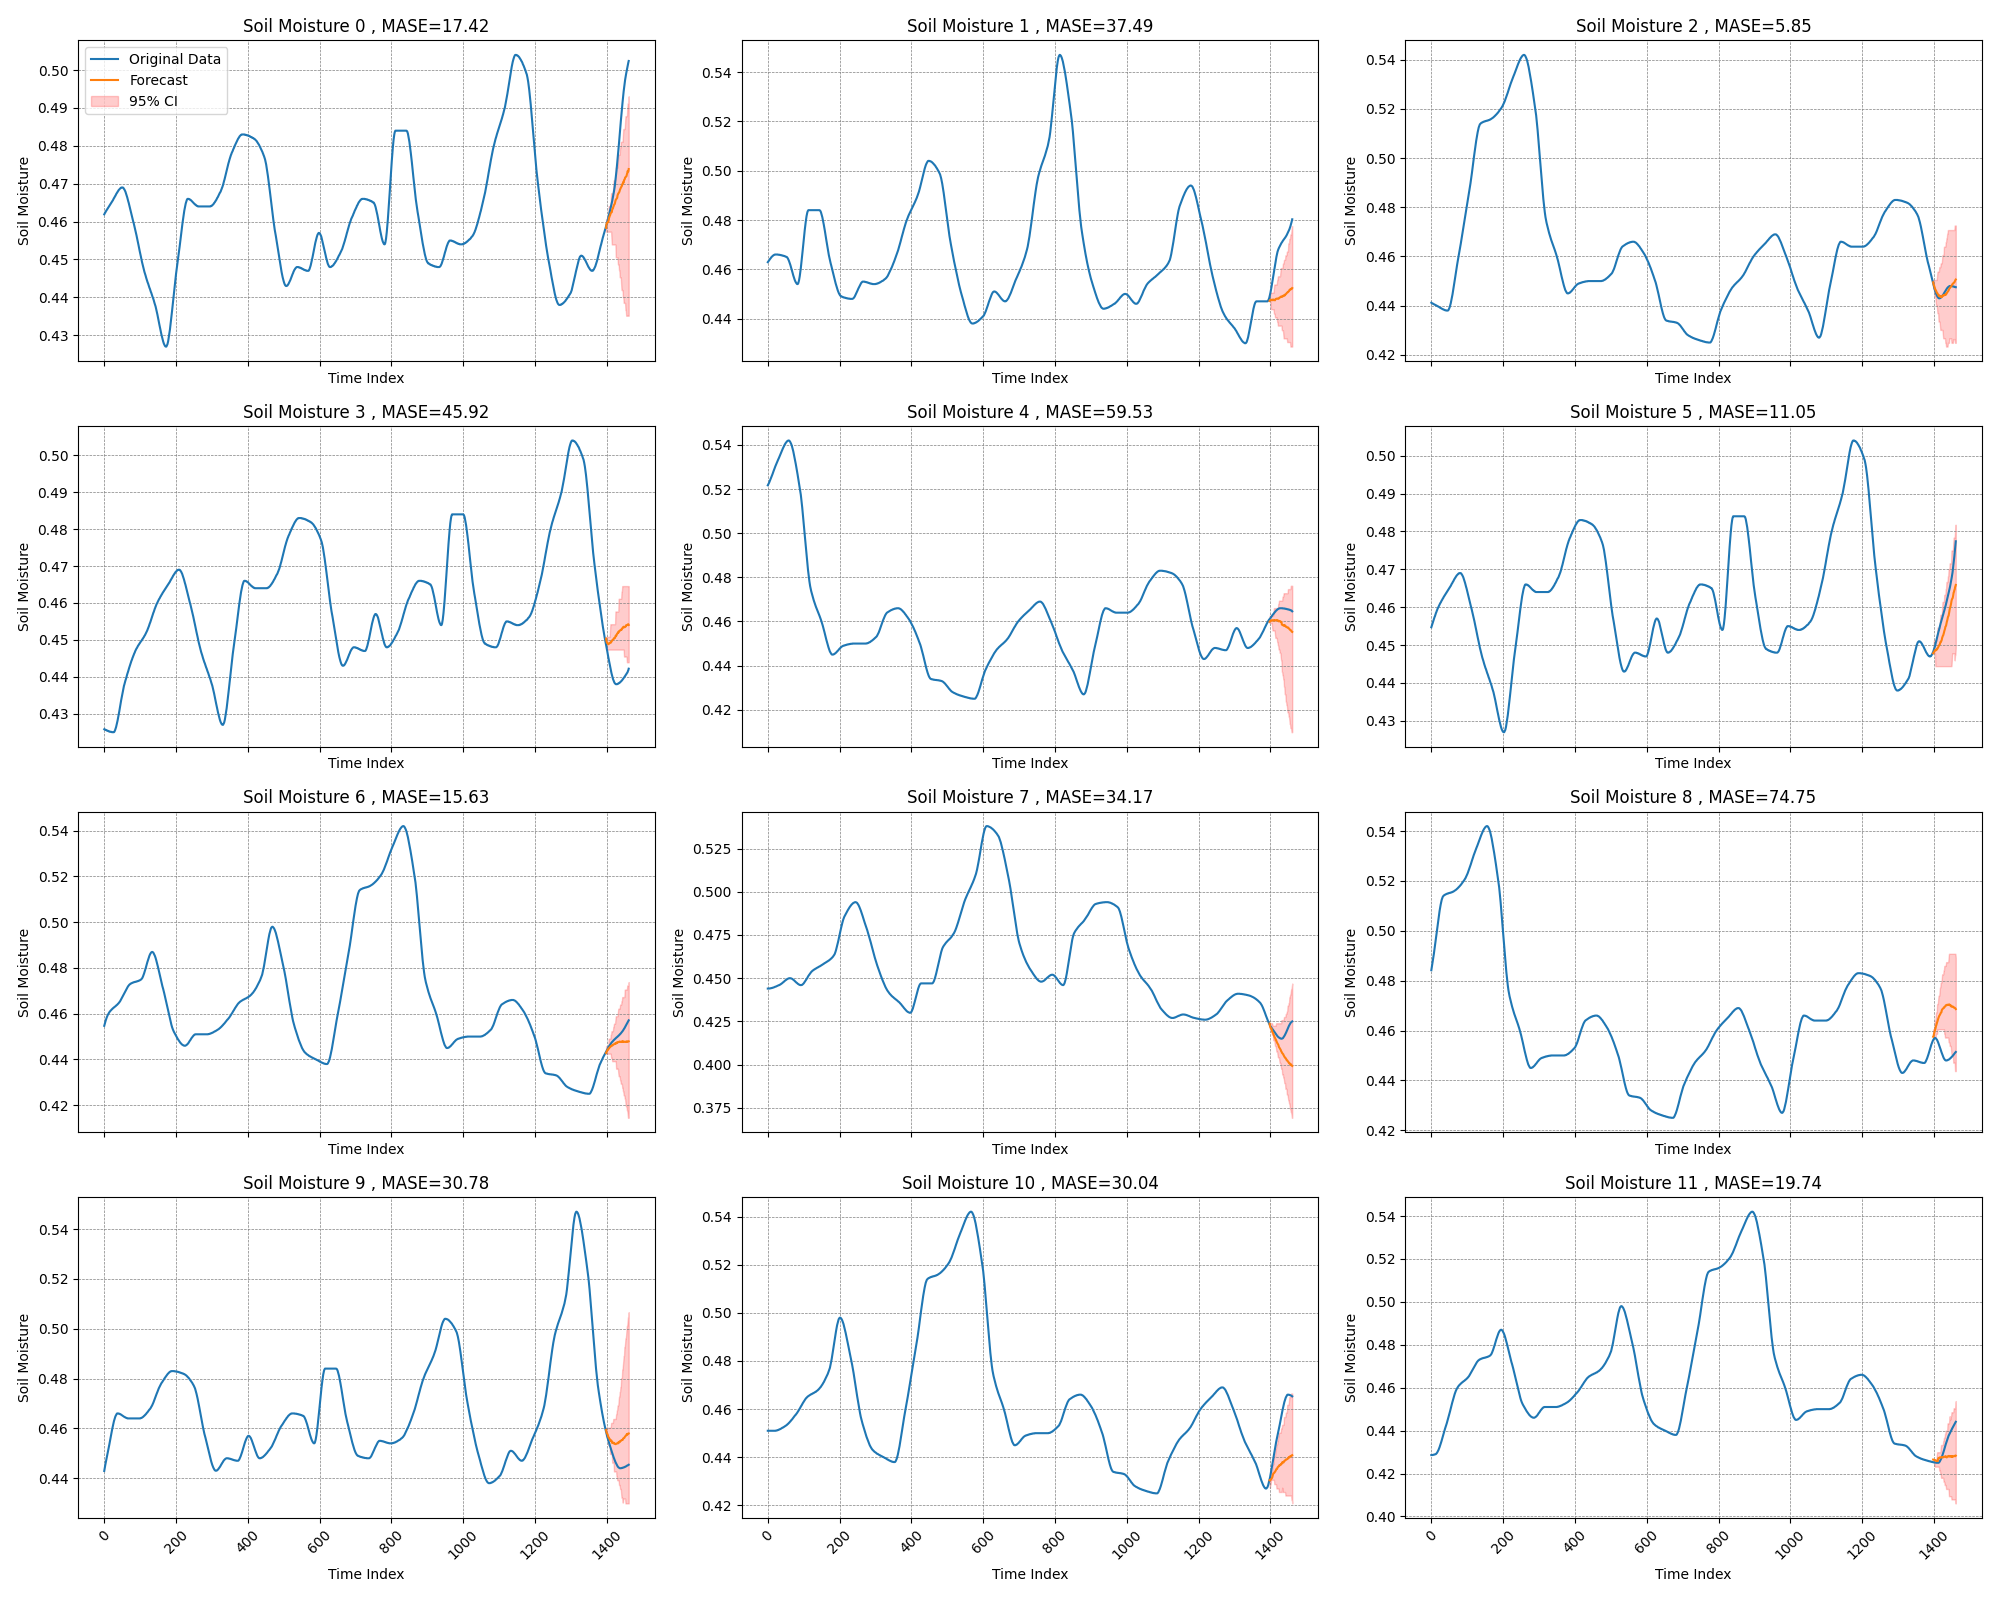 Soil Moisture 0 , MASE=17.42
Soil Moisture 1 , MASE=37.49
Soil Moisture 2 , MASE=5.85
Original Data
Forecast
95% CI
0.50
0.49
0.48
0.47
0.46
0.45
0.44
0.43
Soil Moisture
Time Index
0.54
0.52
0.50
0.48
0.46
0.44
Soil Moisture
Time Index
0.54
0.52
0.50
0.48
0.46
0.44
0.42
Soil Moisture
Time Index
Soil Moisture 3 , MASE=45.92
Soil Moisture 4 , MASE=59.53
Soil Moisture 5 , MASE=11.05
0.50
0.49
0.48
0.47
0.46
0.45
0.44
0.43
Soil Moisture
Time Index
0.54
0.52
0.50
0.48
0.46
0.44
0.42
Soil Moisture
Time Index
0.50
0.49
0.48
0.47
0.46
0.45
0.44
0.43
Soil Moisture
Time Index
Soil Moisture 6 , MASE=15.63
Soil Moisture 7 , MASE=34.17
Soil Moisture 8 , MASE=74.75
0.54
0.52
0.50
0.48
0.46
0.44
0.42
Soil Moisture
Time Index
0.525
0.500
0.475
0.450
0.425
0.400
0.375
Soil Moisture
Time Index
0.54
0.52
0.50
0.48
0.46
0.44
0.42
Soil Moisture
Time Index
Soil Moisture 9 , MASE=30.78
Soil Moisture 10 , MASE=30.04
Soil Moisture 11 , MASE=19.74
0.54
0.52
0.50
0.48
0.46
0.44
Soil Moisture
0 200 400 600 800 1000 1200 1400
Time Index
0.54
0.52
0.50
0.48
0.46
0.44
0.42
Soil Moisture
0 200 400 600 800 1000 1200 1400
Time Index
0.54
0.52
0.50
0.48
0.46
0.44
0.42
0.40
Soil Moisture
0 200 400 600 800 1000 1200 1400
Time Index